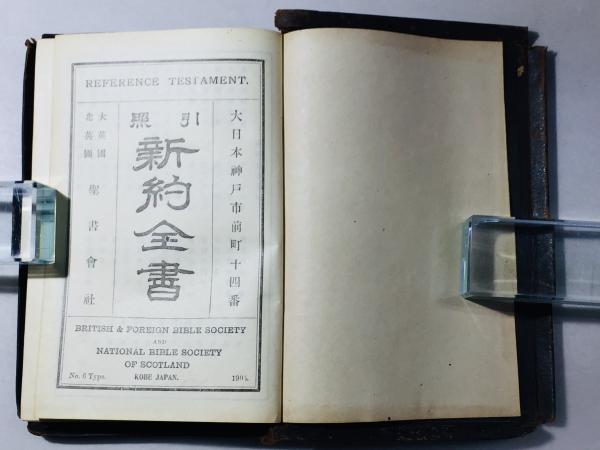 REFERENCE TESTAMENT.
大日本神戸市前町十四番
引照
新約全書
大英國
北英國
聖書會社
BRITISH & FOREIGN BIBLE SOCIETY
AND
NATIONAL BIBLE SOCIETY
OF SCOTLAND
No. 6 Type.
KOBE JAPAN.